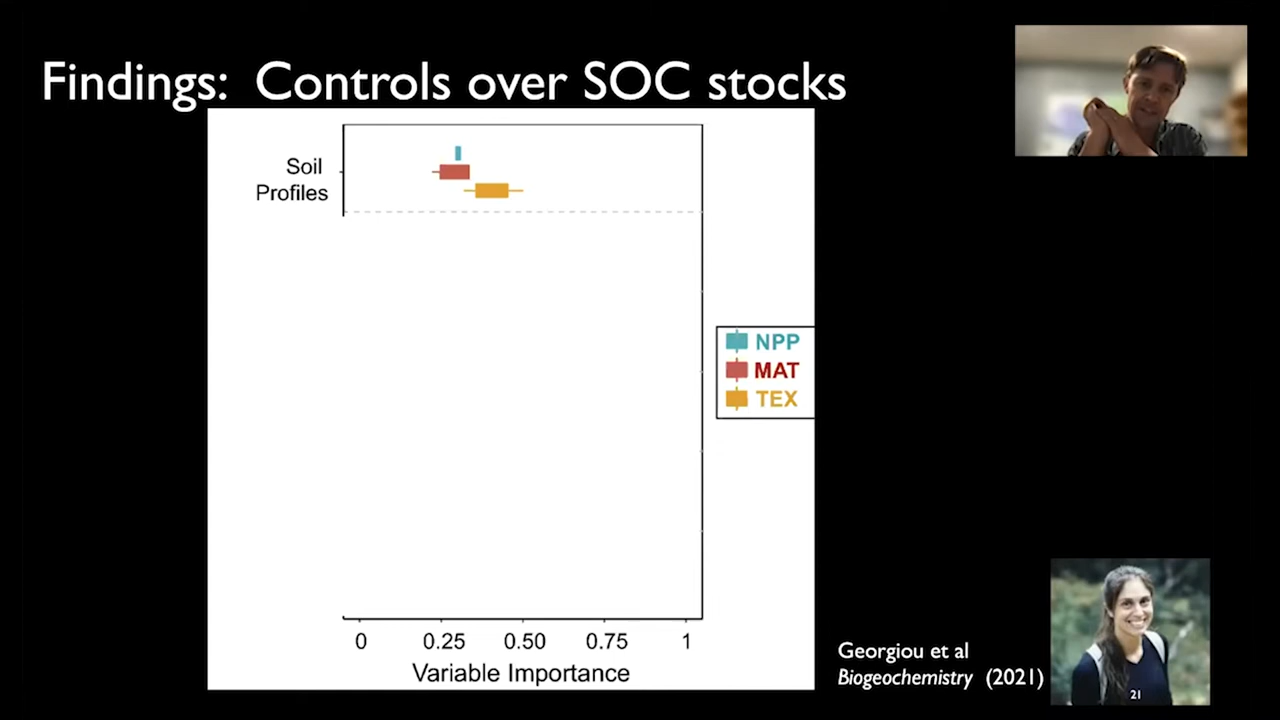 Findings: Controls over SOC stocks
Soil
Profiles
NPP
MAT
TEX
0 0.25 0.50 0.75 1
Variable Importance
Georgiou et al
Biogeochemistry (2021)
21